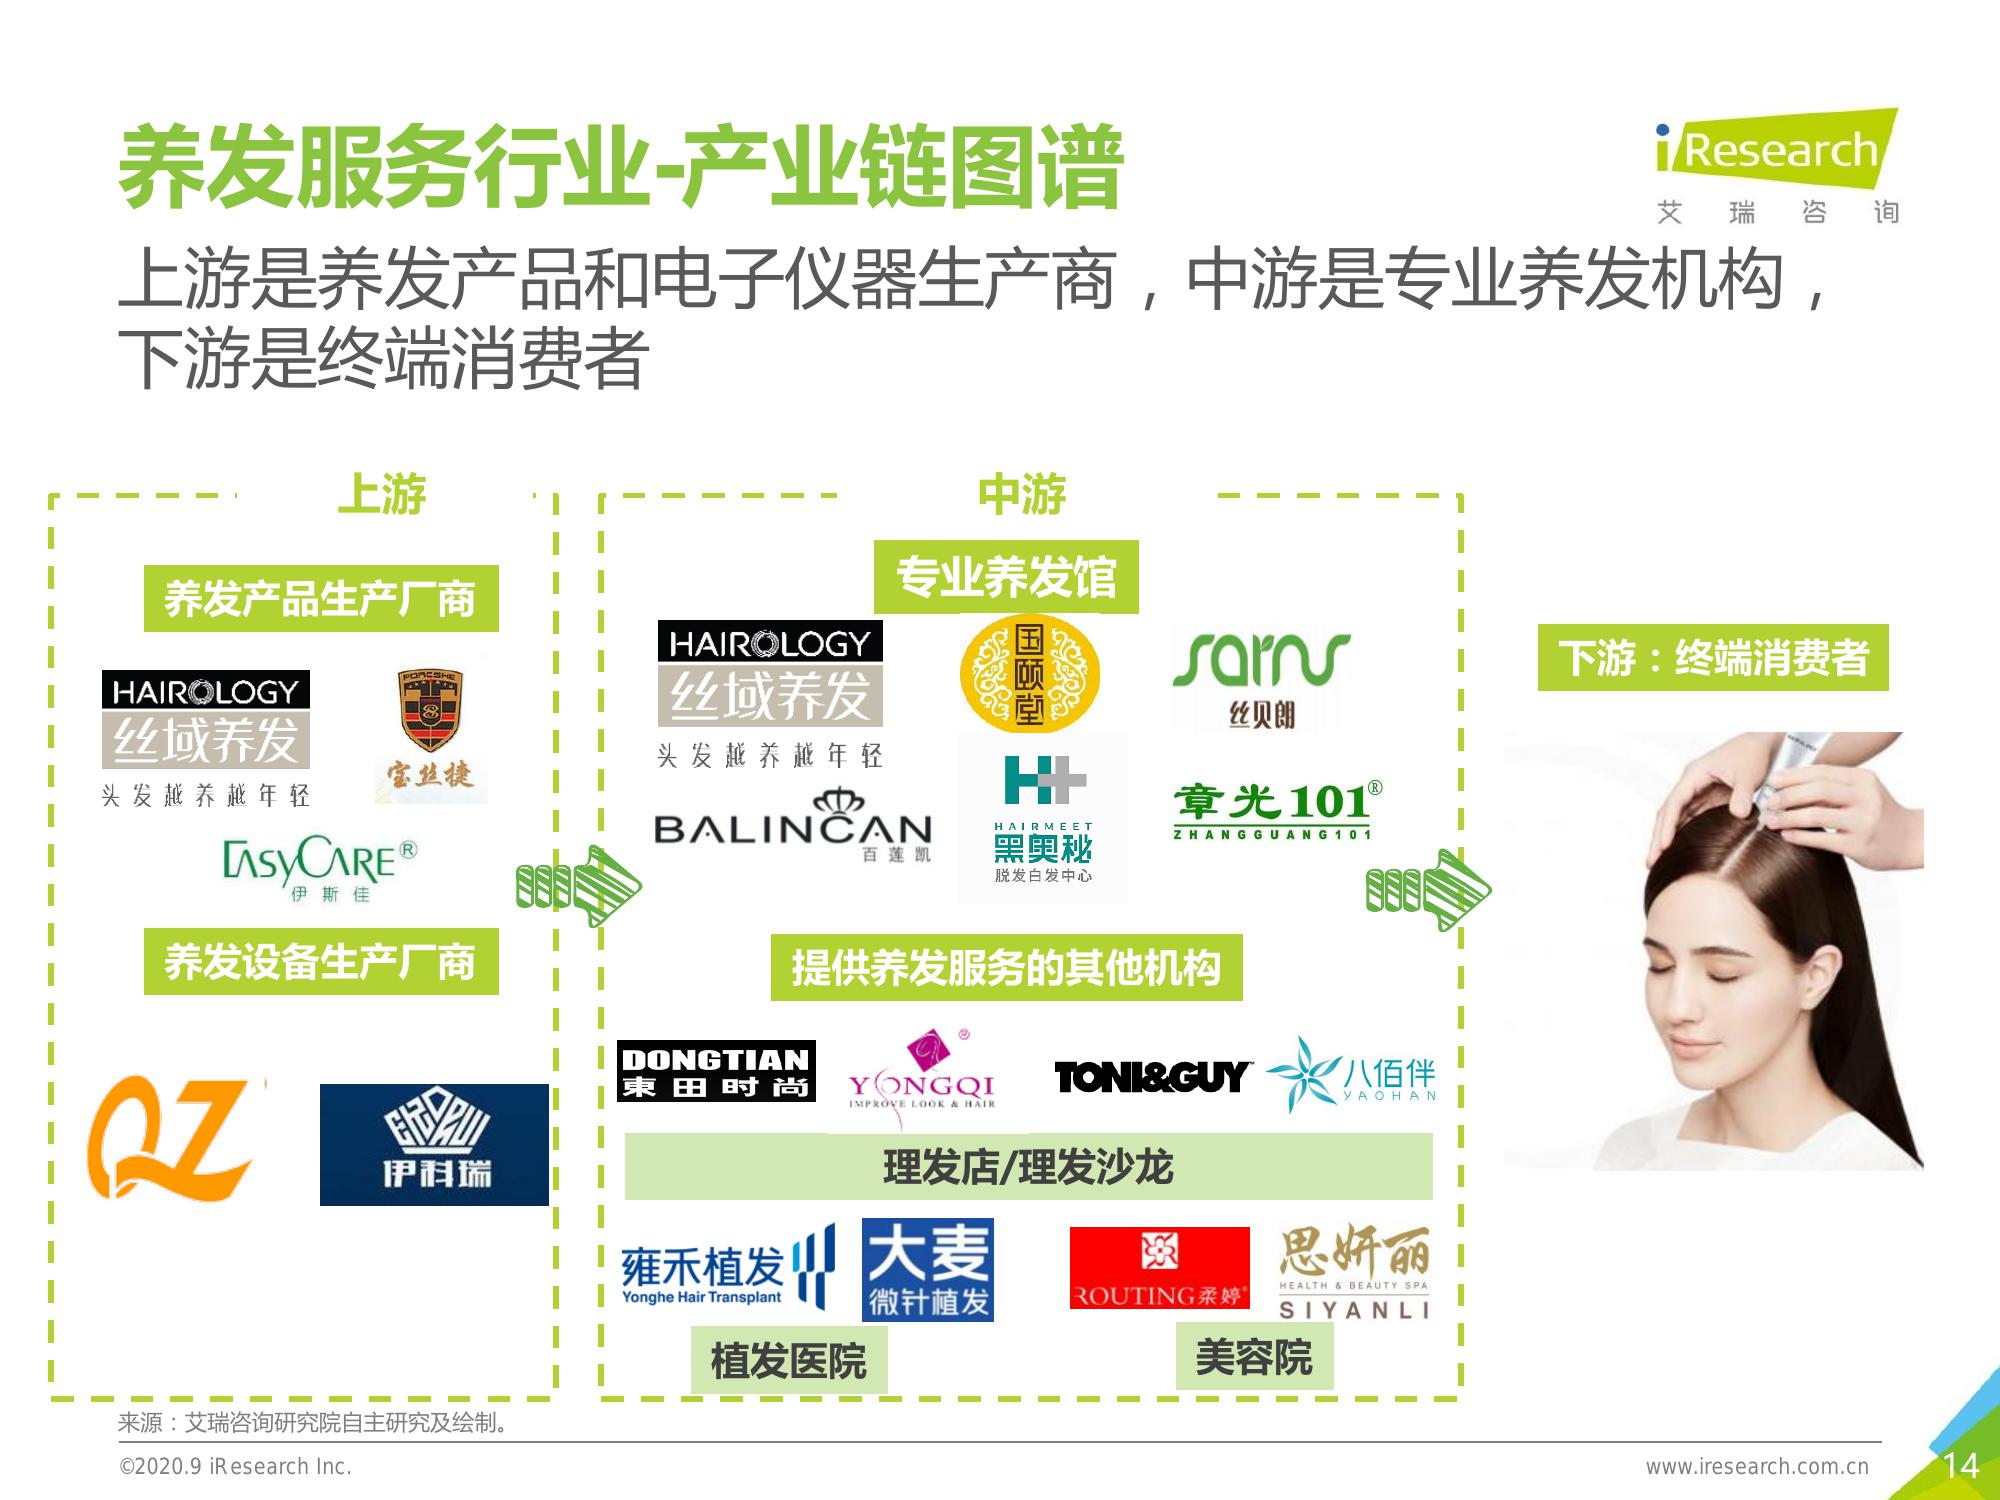 养发服务行业-产业链图谱
iResearch
艾瑞咨询
上游是养发产品和电子仪器生产商，中游是专业养发机构，
下游是终端消费者
上游
养发产品生产厂商
HAIROLOGY
丝域养发
头发越养越年轻
PORCSHE
8
宝丝捷
EASYCARE®
伊斯佳
养发设备生产厂商
QZ
伊科瑞
中游
专业养发馆
HAIROLOGY
丝域养发
头发越养越年轻
国颐堂
sarns
丝贝朗
BALINCAN
百莲凯
H+
HAIRMEET
黑奥秘
脱发白发中心
章光101®
ZHANGGUANG101
提供养发服务的其他机构
DONGTIAN
東田时尚
YONGQI®
IMPROVE LOOK & HAIR
TONI&GUY
八佰伴
YAOHAN
理发店/理发沙龙
雍禾植发
Yonghe Hair Transplant
大麦
微针植发
ROUTING柔婷
思妍丽
HEALTH & BEAUTY SPA
SIYANLI
植发医院
美容院
下游：终端消费者
来源：艾瑞咨询研究院自主研究及绘制。
©2020.9 iResearch Inc.
www.iresearch.com.cn
14